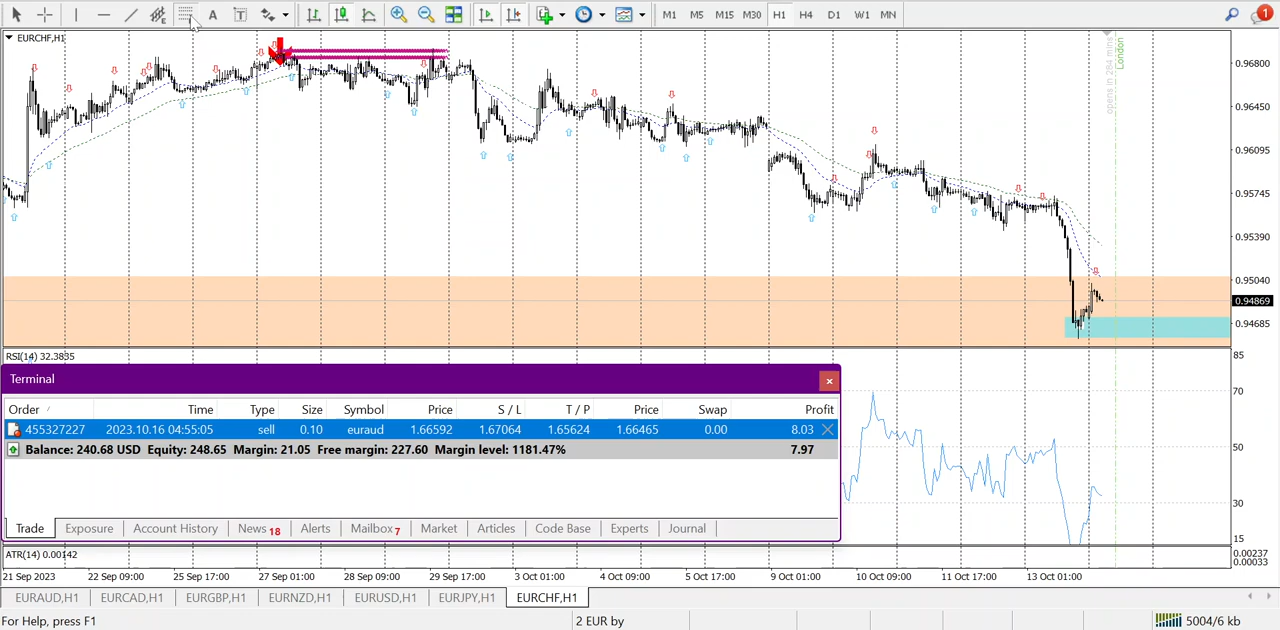 A T M1 M5 M15 M30 H1 H4 D1 W1 MN 1
EURCHF,H1
opens in 284 mins
London
0.96800
0.96450
0.96095
0.95745
0.95390
0.95040
0.94869
0.94685
RSI(14) 32.3835
85
70
50
30
15
Terminal
Order / Time Type Size Symbol Price S / L T / P Price Swap Profit
455327227 2023.10.16 04:55:05 sell 0.10 euraud 1.66592 1.67064 1.65624 1.66465 0.00 8.03
Balance: 240.68 USD Equity: 248.65 Margin: 21.05 Free margin: 227.60 Margin level: 1181.47% 7.97
Trade Exposure Account History News 18 Alerts Mailbox 7 Market Articles Code Base Experts Journal
ATR(14) 0.00142
0.00237
0.00033
21 Sep 2023 22 Sep 09:00 25 Sep 17:00 27 Sep 01:00 28 Sep 09:00 29 Sep 17:00 3 Oct 01:00 4 Oct 09:00 5 Oct 17:00 9 Oct 01:00 10 Oct 09:00 11 Oct 17:00 13 Oct 01:00
EURAUD,H1 EURCAD,H1 EURGBP,H1 EURNZD,H1 EURUSD,H1 EURJPY,H1 EURCHF,H1
For Help, press F1 2 EUR by 5004/6 kb